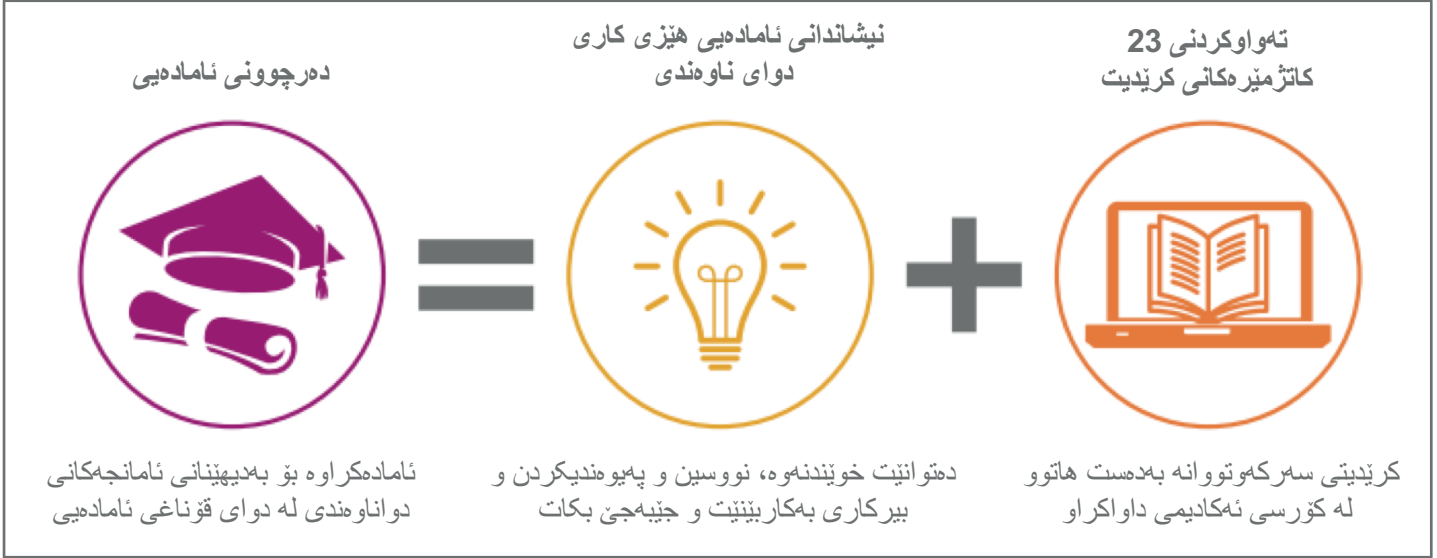 تەواوکردنی 23
کاتژمێرەکانی کرێدیت
کرێدیتی سەرکەوتووانە بەدەست هاتوو
لە کۆرسی ئەکادیمی داواکراو
نیشاندانی ئامادەیی هێزی کاری
دوای ناوەندی
دەتوانێت خوێندنەوە، نووسین و پەیوەندیکردن و
بیرکاری بەکاربێنێت و جێبەجێ بکات
دەرچوونی ئامادەیی
ئامادەکراوە بۆ بەدیهێنانی ئامانجەکانی
دواناوەندی لە دوای قۆناغی ئامادەیی